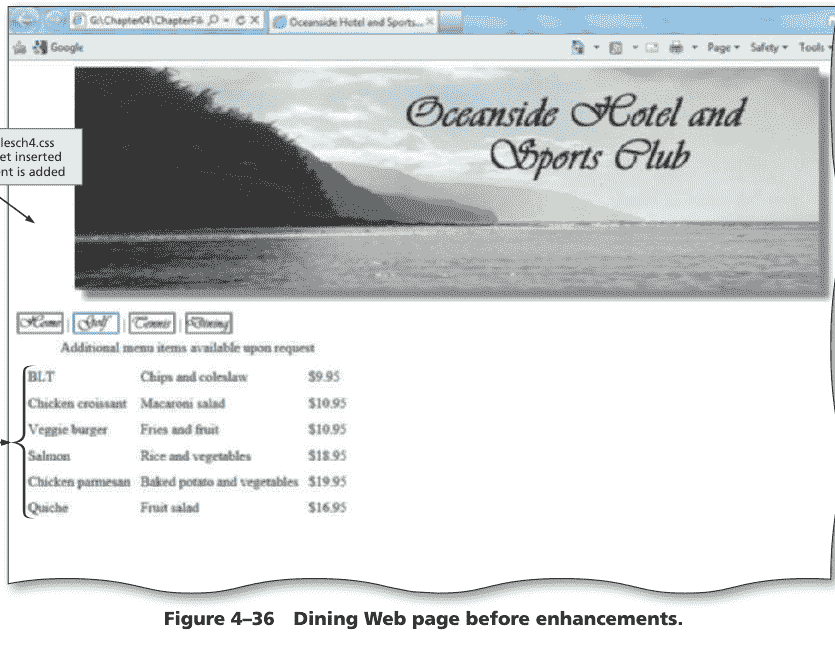 G:\Chapter04\ChapterFil
Oceanside Hotel and Sports...
Google
Page
Safety
Tools
lesch4.css
et inserted
nt is added
Oceanside Hotel and
Sports Club
Home | Golf | Tennis | Dining
Additional menu items available upon request
BLT Chips and coleslaw $9.95
Chicken croissant Macaroni salad $10.95
Veggie burger Fries and fruit $10.95
Salmon Rice and vegetables $18.95
Chicken parmesan Baked potato and vegetables $19.95
Quiche Fruit salad $16.95
Figure 4–36 Dining Web page before enhancements.